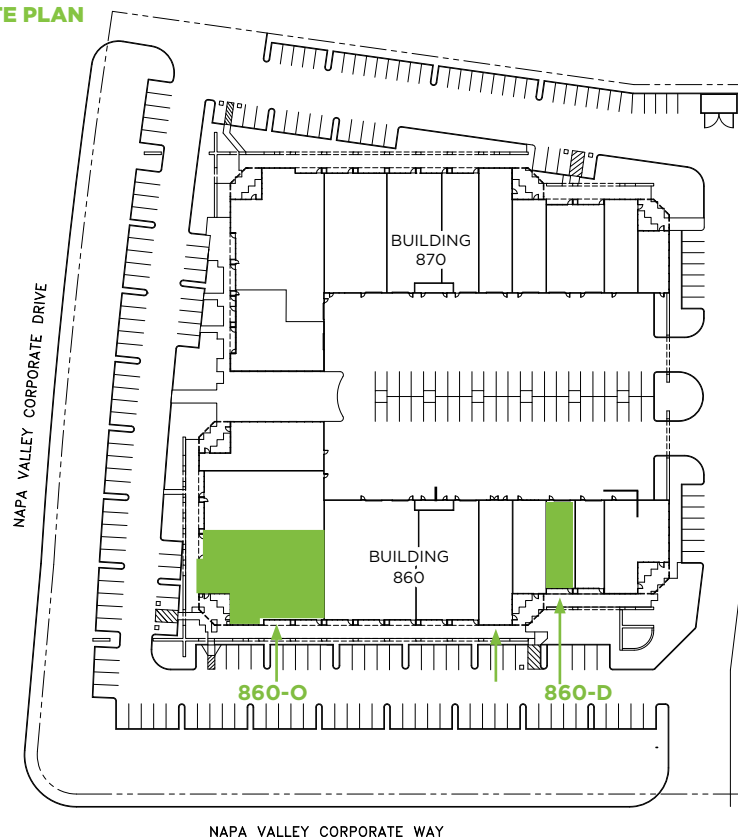 TE PLAN
BUILDING
870
NAPA VALLEY CORPORATE DRIVE
BUILDING
860
860-O
860-D
NAPA VALLEY CORPORATE WAY